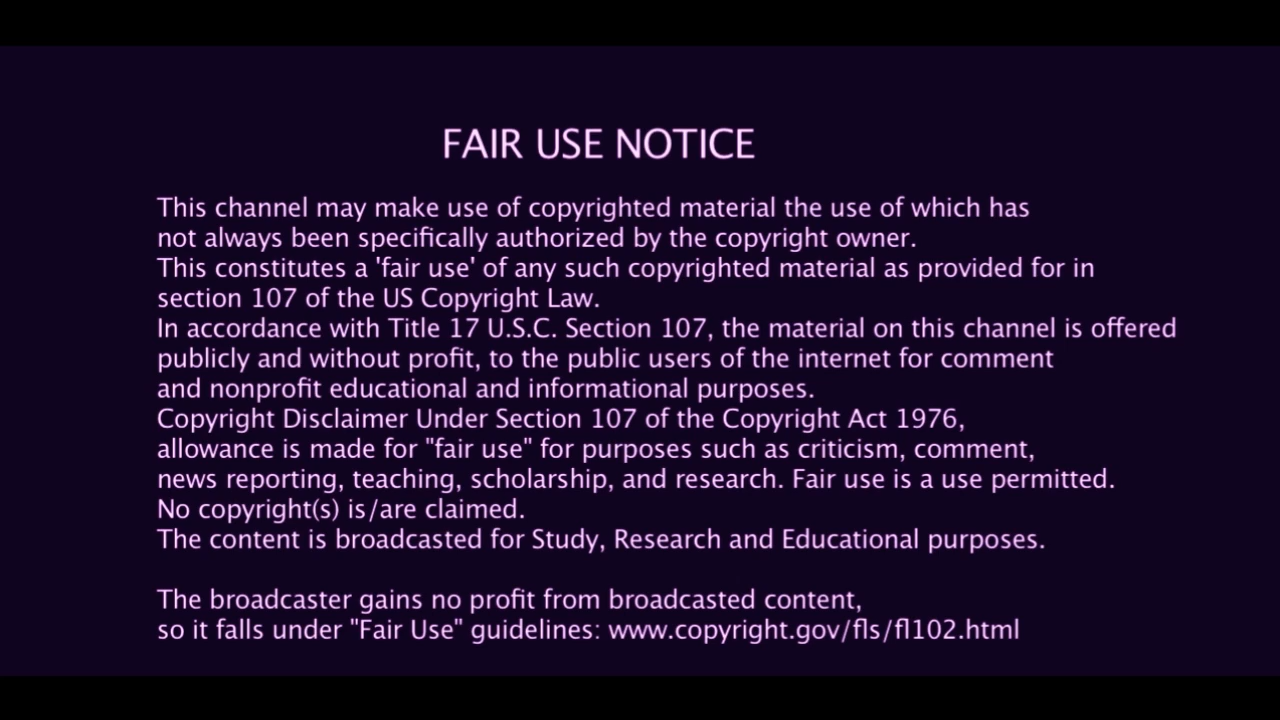 FAIR USE NOTICE
This channel may make use of copyrighted material the use of which has
not always been specifically authorized by the copyright owner.
This constitutes a 'fair use' of any such copyrighted material as provided for in
section 107 of the US Copyright Law.
In accordance with Title 17 U.S.C. Section 107, the material on this channel is offered
publicly and without profit, to the public users of the internet for comment
and nonprofit educational and informational purposes.
Copyright Disclaimer Under Section 107 of the Copyright Act 1976,
allowance is made for "fair use" for purposes such as criticism, comment,
news reporting, teaching, scholarship, and research. Fair use is a use permitted.
No copyright(s) is/are claimed.
The content is broadcasted for Study, Research and Educational purposes.
The broadcaster gains no profit from broadcasted content,
so it falls under "Fair Use" guidelines: www.copyright.gov/fls/fl102.html